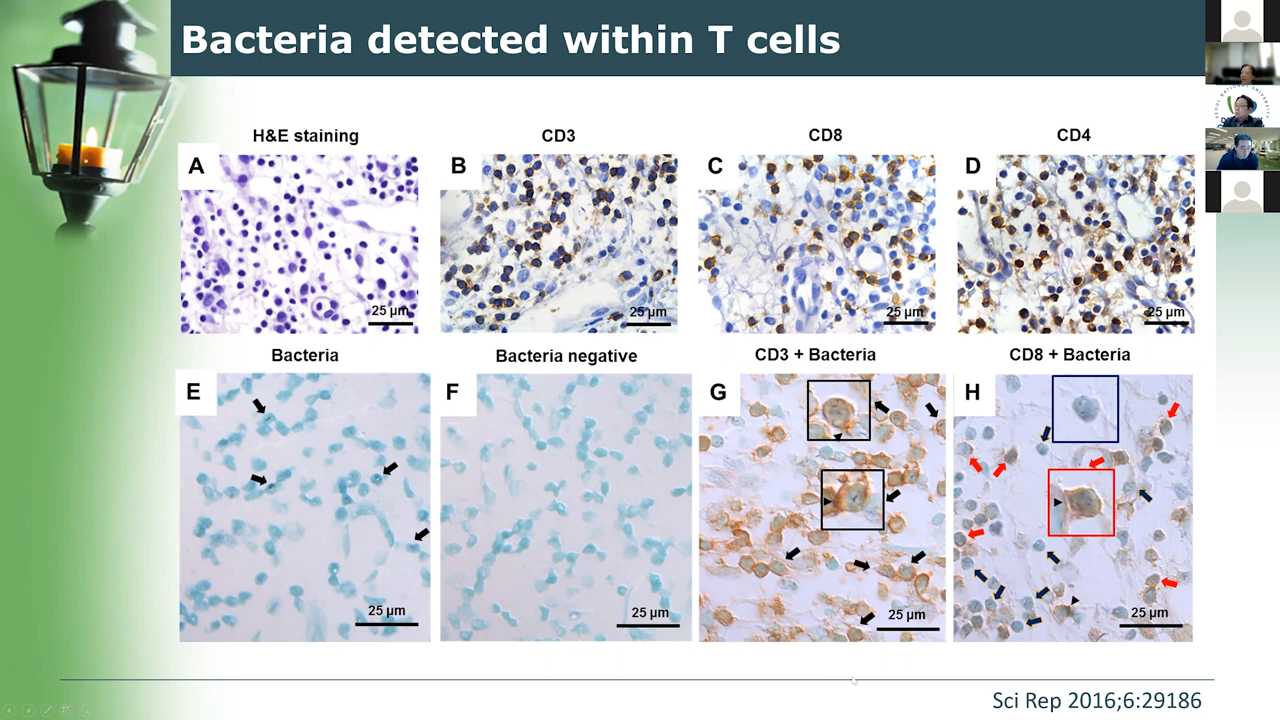 Bacteria detected within T cells
H&E staining
CD3
CD8
CD4
A
B
C
D
25 µm
25 µm
25 µm
25 µm
Bacteria
Bacteria negative
CD3 + Bacteria
CD8 + Bacteria
E
F
G
H
25 µm
25 µm
25 µm
25 µm
Sci Rep 2016;6:29186